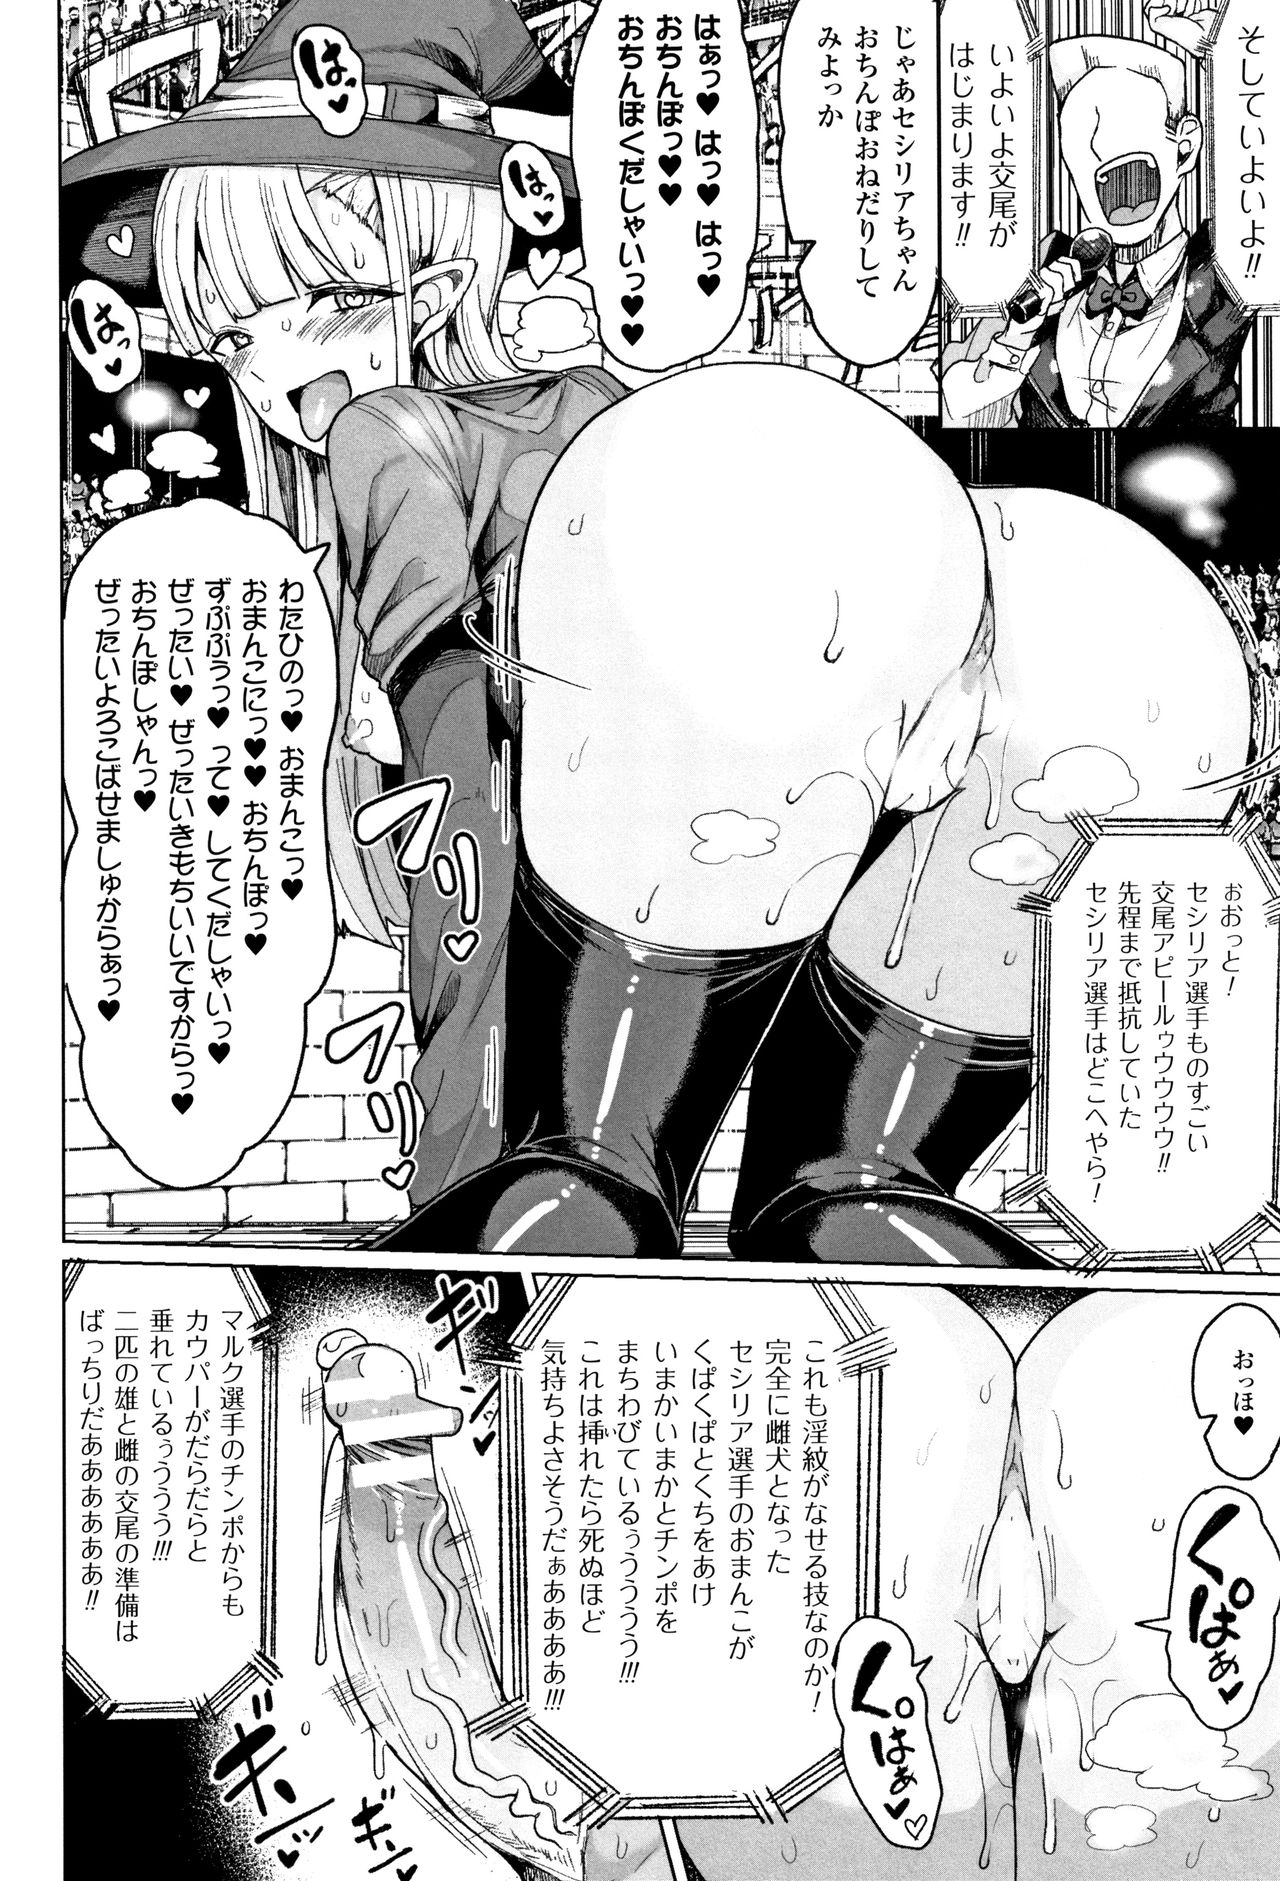 そしていよいよ!!
いよいよ交尾が
はじまります!!
じゃあセシリアちゃん
おちんぽおねだりして
みよっか
はぁっ♥はっ♥はっ♥
おちんぽっ♥♥
おちんぽくだしゃいっ♥♥
はっ♥
はっ♥
はっ♥
わたひのっ♥おまんこっ♥
おまんこにっ♥♥おちんぽっ♥
ずぷぷぅっ♥って♥してくだしゃいっ♥
ぜったい♥ぜったいきもちいいですからっ♥
おちんぽしゃんっ♥
ぜったいよろこばせましゅからぁっ♥
フリッ♡
フリッ♡
ぉおっと!
セシリア選手ものすごい
交尾アピールゥウウウウ!!
先程まで抵抗していた
セシリア選手はどこへやら!
おっほ♥
くぱぁ♥
くぱぁ♥♡
これも淫紋がなせる技なのか!
完全に雌犬となった
セシリア選手のおまんこが
くぱくぱとくちをあけ
いまかいまかとチンポを
まちわびているぅうううう!!!
これは挿れたら死ぬほど
い
気持ちよさそうだぁあああ!!!
ギンッ
ギンッ
マルク選手のチンポからも
カウパーがだらだらと
垂れているぅううう!!!
二匹の雄と雌の交尾の準備は
ばっちりだああああああ!!